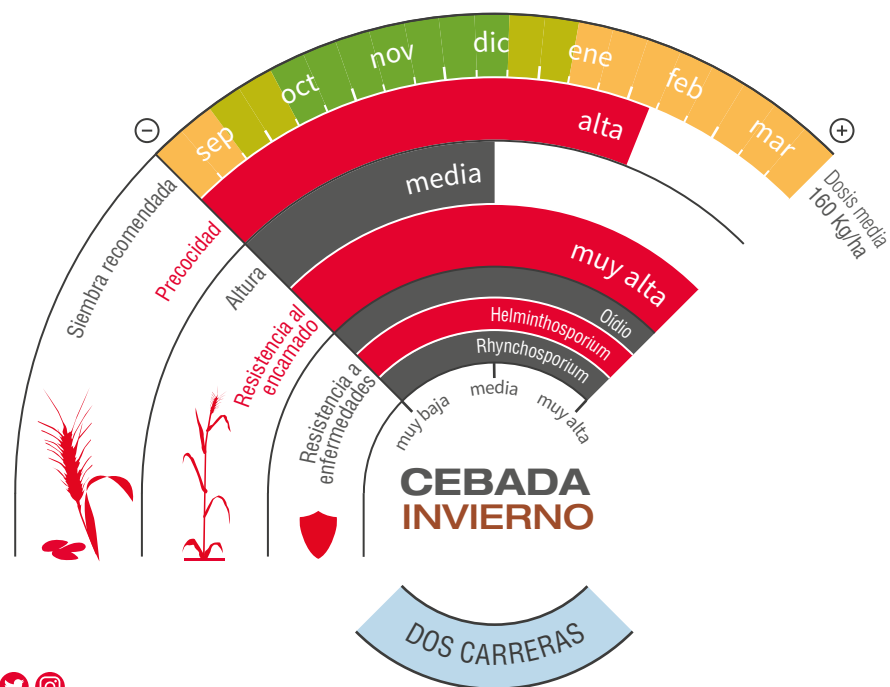 sep
oct
nov
dic
ene
feb
mar
−
+
Dosis media
160 Kg/ha
Siembra recomendada
Precocidad
alta
Altura
media
Resistencia al
encamado
muy alta
Resistencia a
enfermedades
Oídio
Helminthosporium
Rhynchosporium
muy baja
media
muy alta
CEBADA
INVIERNO
DOS CARRERAS